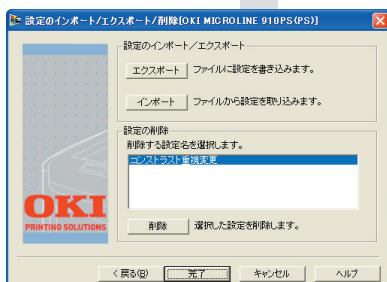 設定のインポート/エクスポート/削除[OKI MICROLINE 910PS(PS)]
設定のインポート/エクスポート
エクスポート ファイルに設定を書き込みます。
インポート ファイルから設定を取り込みます。
設定の削除
削除する設定名を選択します。
コンストラスト重視変更
削除 選択した設定を削除します。
OKI
PRINTING SOLUTIONS
< 戻る(B) 完了 キャンセル ヘルプ